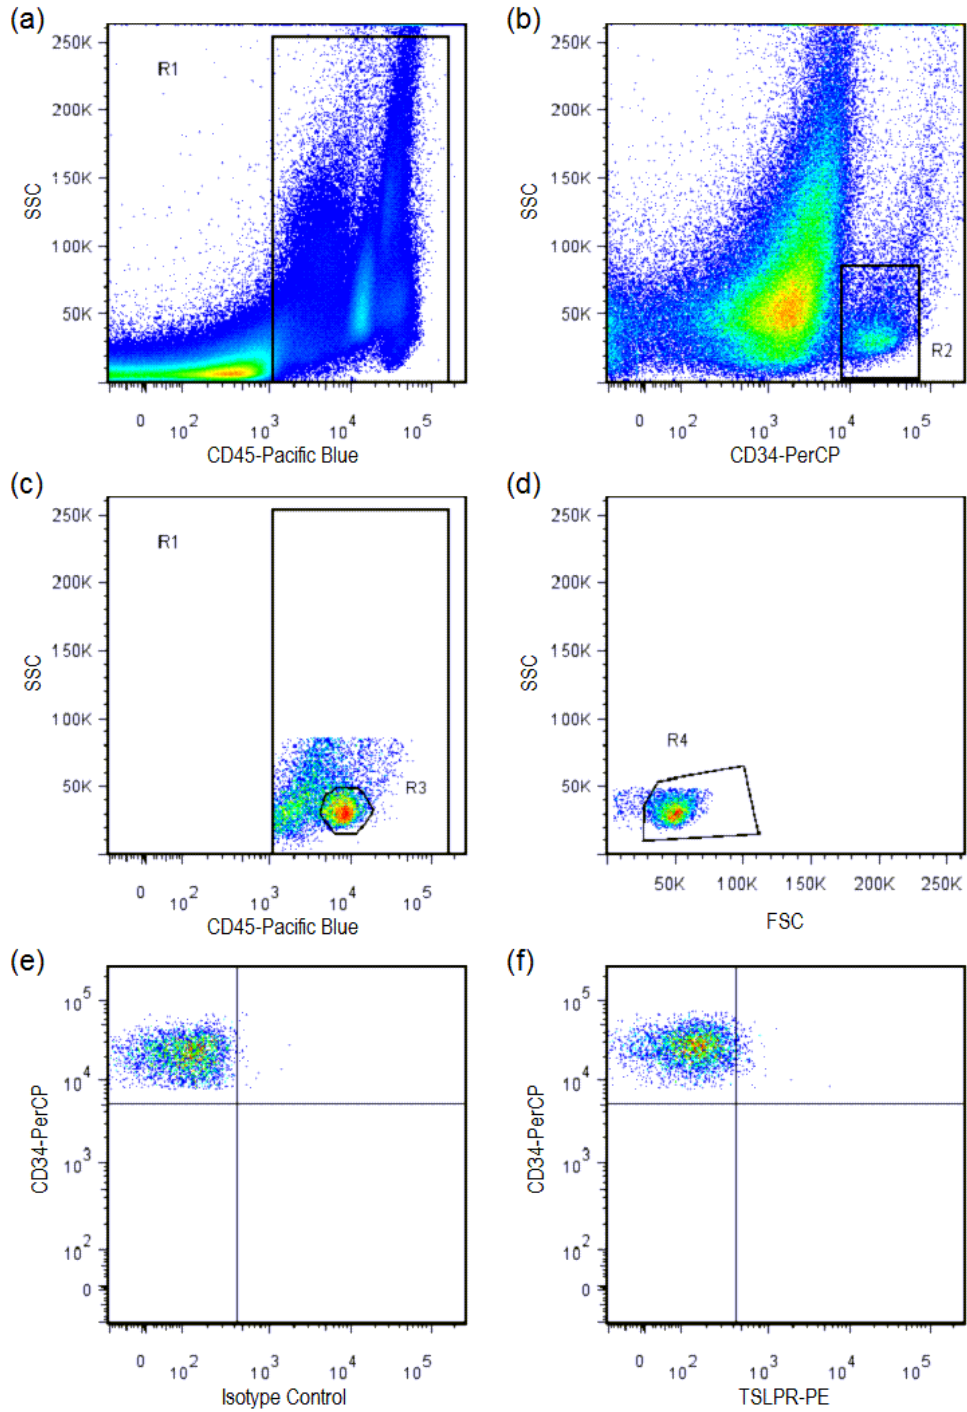 (a)
250K
R1
200K
150K
SSC
100K
50K
0 10^2 10^3 10^4 10^5
CD45-Pacific Blue
(b)
250K
200K
150K
SSC
100K
50K
R2
0 10^2 10^3 10^4 10^5
CD34-PerCP
(c)
250K
R1
200K
150K
SSC
100K
50K
R3
0 10^2 10^3 10^4 10^5
CD45-Pacific Blue
(d)
250K
200K
150K
SSC
100K
R4
50K
50K 100K 150K 200K 250K
FSC
(e)
10^5
10^4
CD34-PerCP
10^3
10^2
0
0 10^2 10^3 10^4 10^5
Isotype Control
(f)
10^5
10^4
CD34-PerCP
10^3
10^2
0
0 10^2 10^3 10^4 10^5
TSLPR-PE